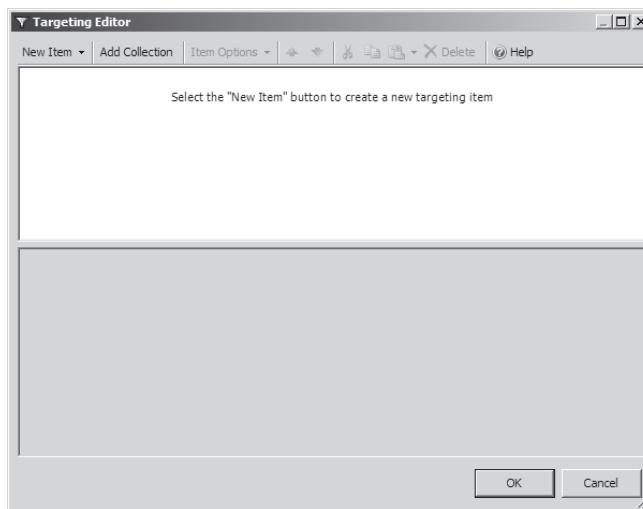 Targeting Editor
New Item Add Collection Item Options Delete Help
Select the "New Item" button to create a new targeting item
OK Cancel